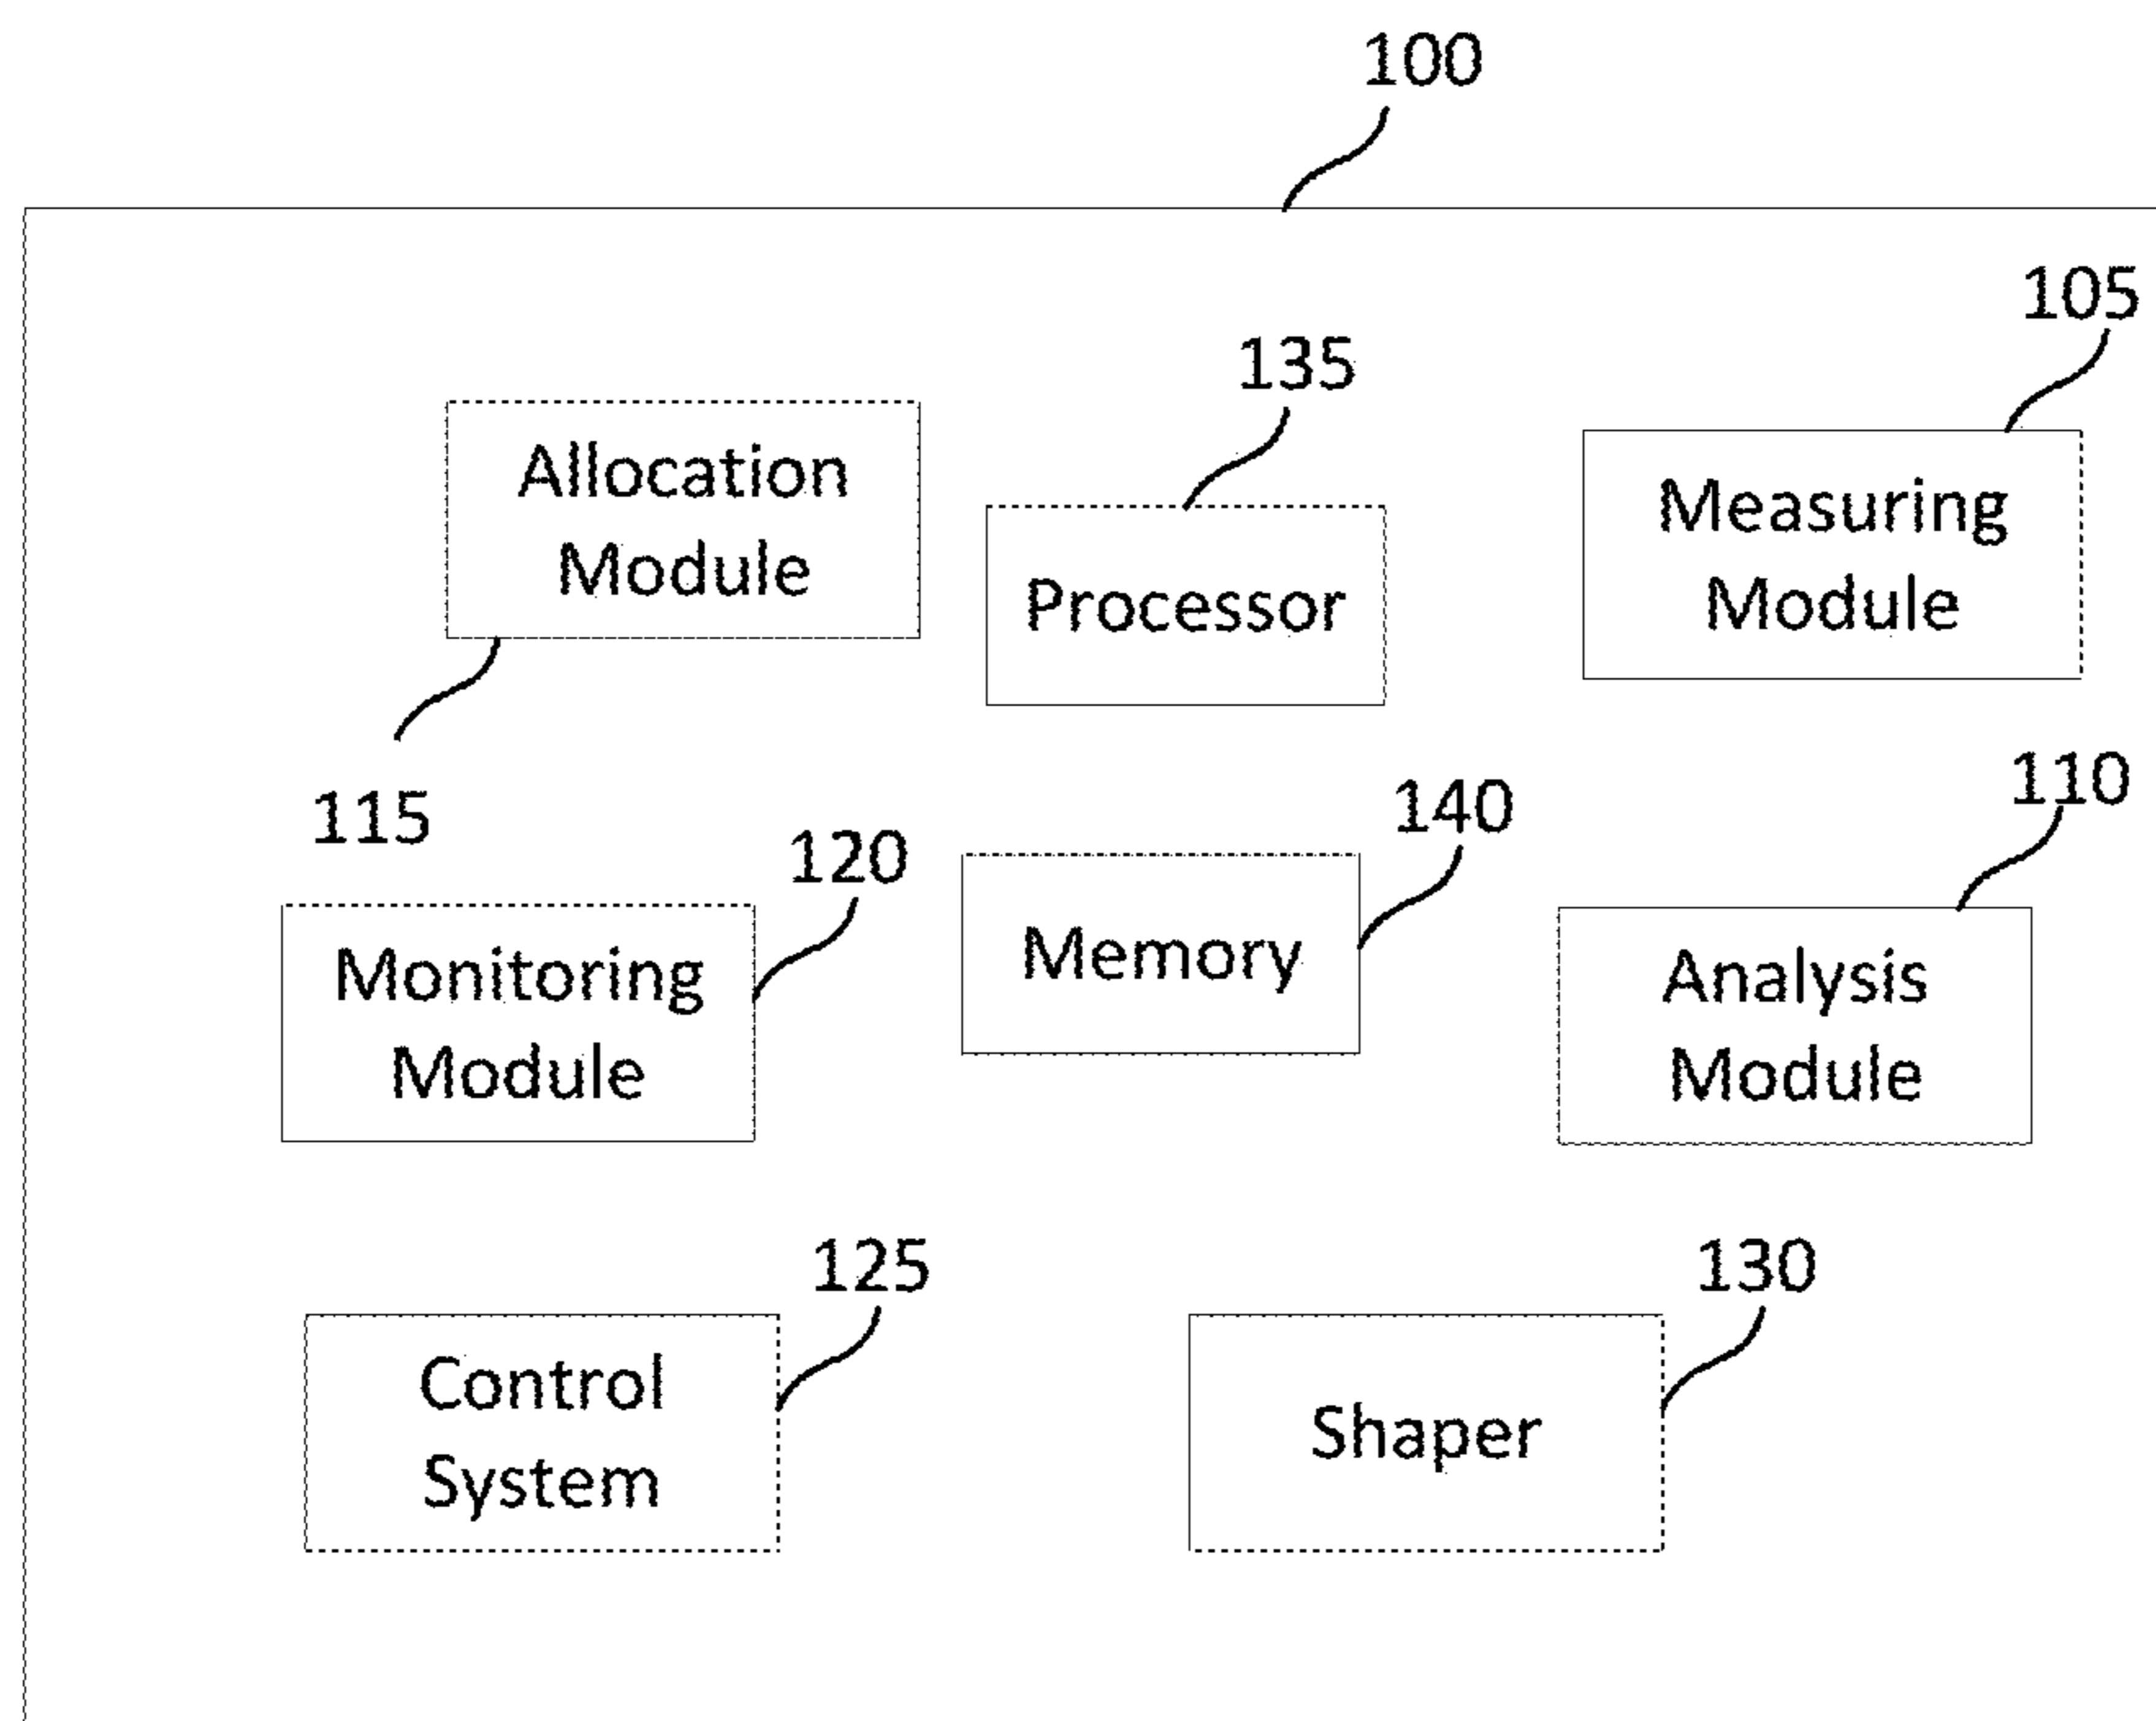 100
105
135
Allocation
Module
Processor
Measuring
Module
115
120
140
110
Monitoring
Module
Memory
Analysis
Module
125
130
Control
System
Shaper